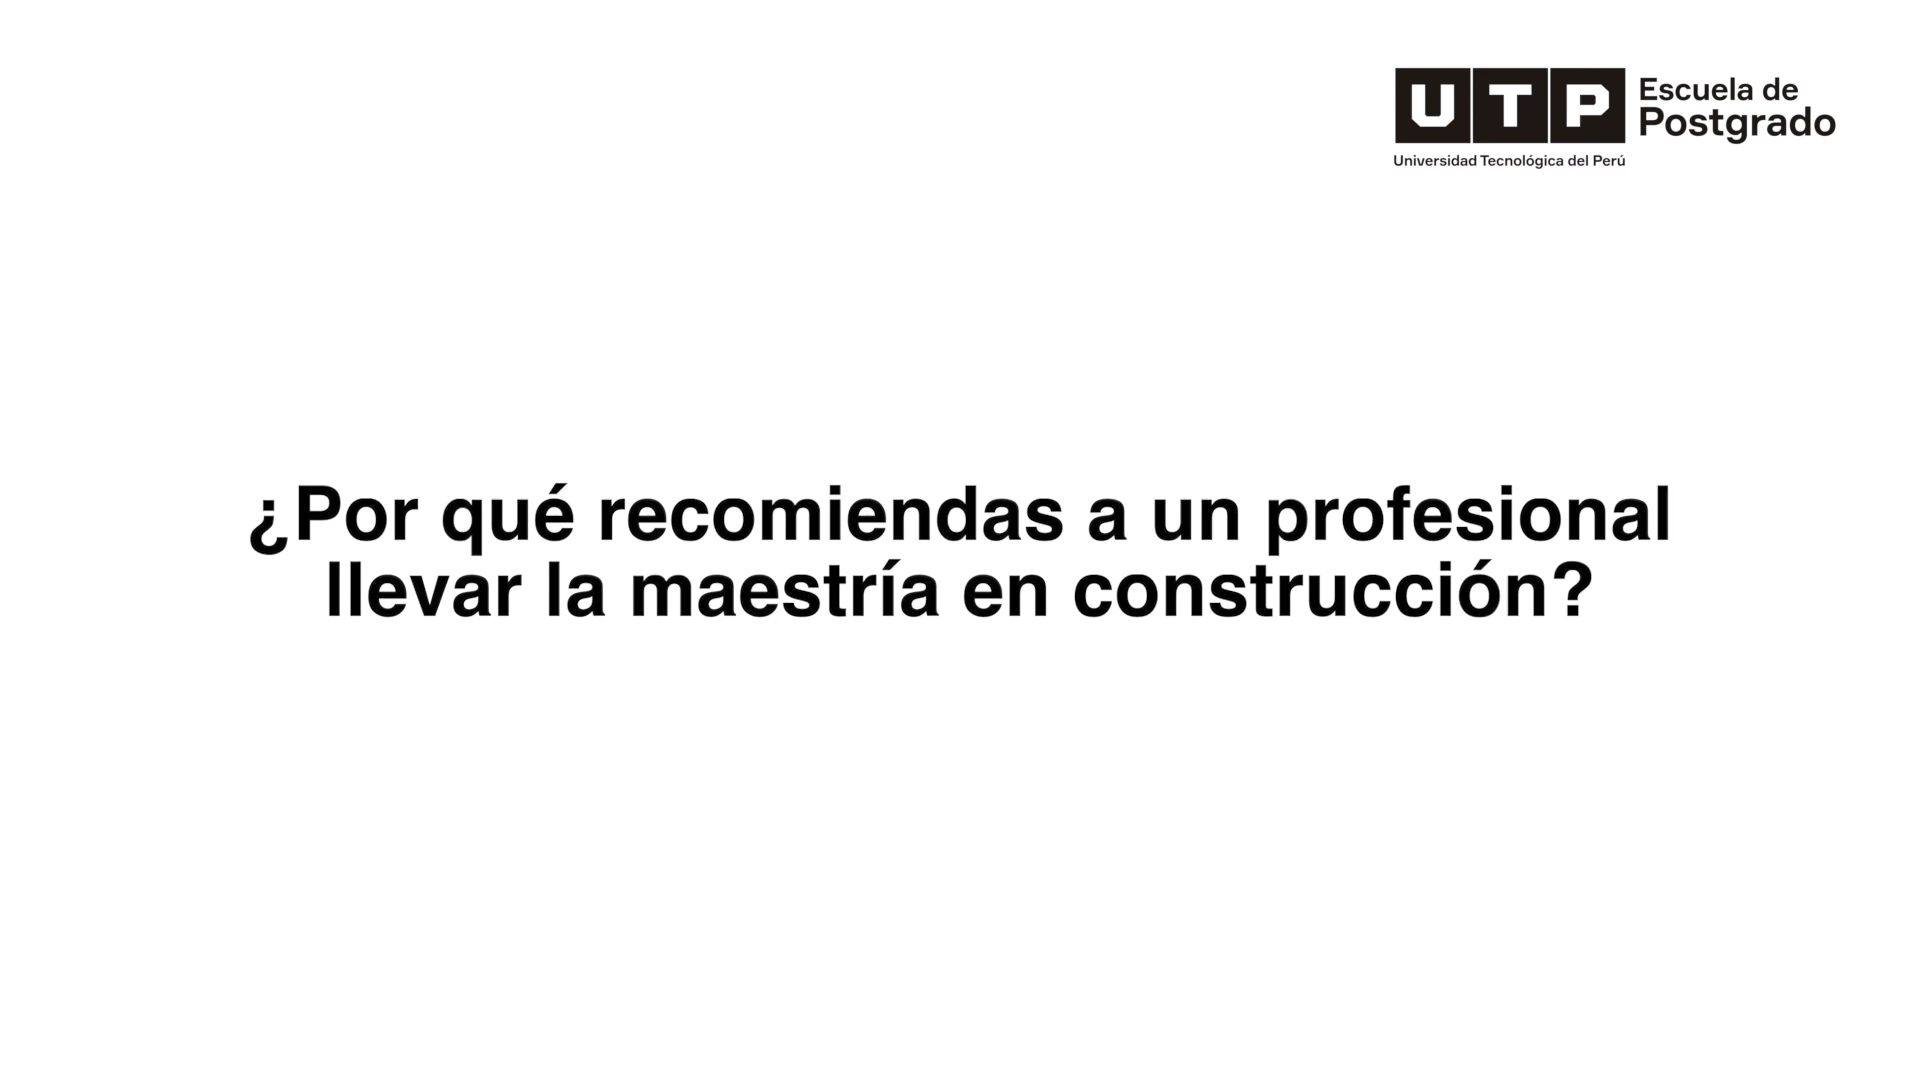 UTP Escuela de
Postgrado
Universidad Tecnológica del Perú
¿Por qué recomiendas a un profesional
llevar la maestría en construcción?